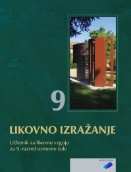 9
LIKOVNO IZRAŽANJE
Učbenik za likovno vzgojo
za 9. razred osnovne šole